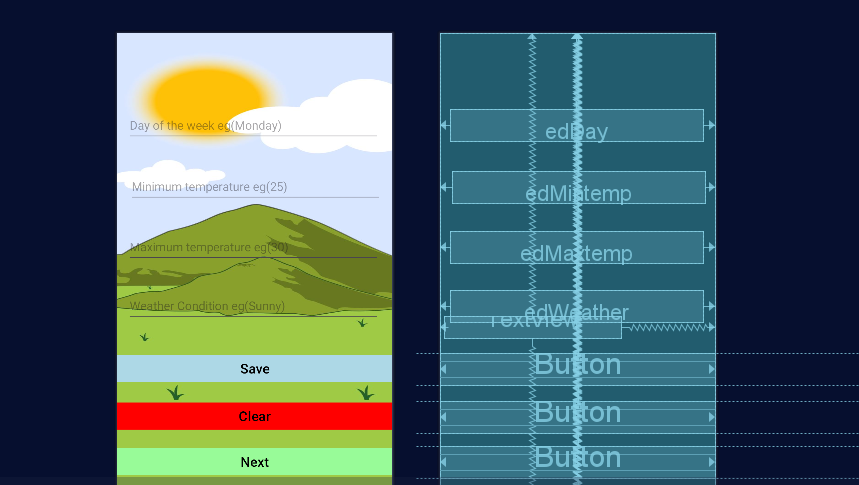 Day of the week eg(Monday)
Minimum temperature eg(25)
Maximum temperature eg(30)
Weather Condition eg(Sunny)
Save
Clear
Next
edDay
edMintemp
edMaxtemp
edWeather
TextView
Button
Button
Button